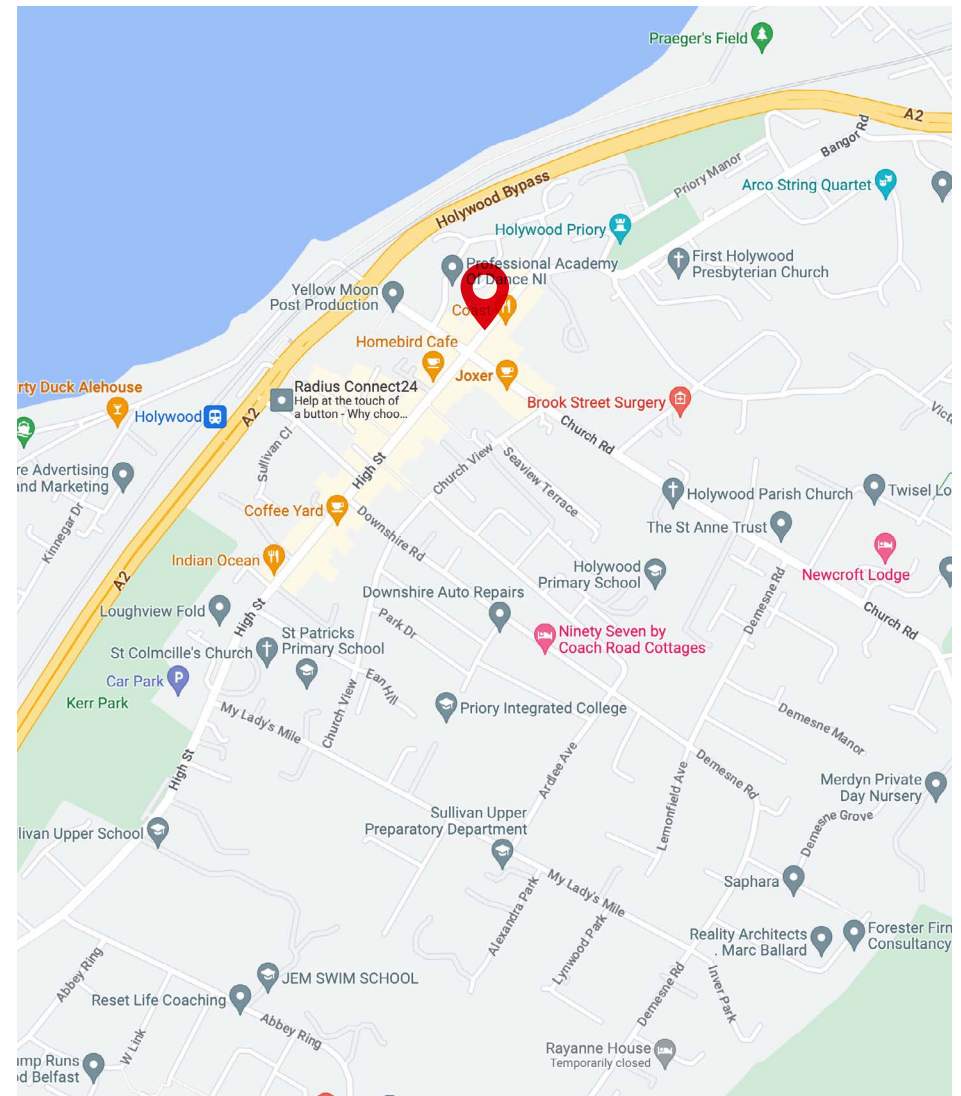 Praeger's Field
A2
Bangor Rd
Priory Manor
Arco String Quartet
Holywood Bypass
Holywood Priory
First Holywood
Presbyterian Church
Professional Academy
Of Dance NI
Yellow Moon
Post Production
Homebird Cafe
Joxer
rty Duck Alehouse
Radius Connect24
Help at the touch of
a button - Why choo...
Brook Street Surgery
Holywood
A2
Church Rd
Sullivan Cl
High St
Church View
Seaview Terrace
re Advertising
and Marketing
Holywood Parish Church
Twisel Lo
Kinnegar Dr
Coffee Yard
Downshire Rd
The St Anne Trust
Indian Ocean
Holywood
Primary School
Newcroft Lodge
A2
Downshire Auto Repairs
Demesne Rd
Loughview Fold
High St
Park Dr
Church Rd
St Patricks
Primary School
Ninety Seven by
Coach Road Cottages
St Colmcille's Church
Car Park
Ean Hill
Kerr Park
Priory Integrated College
My Lady's Mile
Church View
Demesne Manor
High St
Ardlee Ave
Demesne Rd
Lemonfield Ave
Merdyn Private
Day Nursery
Sullivan Upper
Preparatory Department
Demesne Grove
llivan Upper School
My Lady's Mile
Saphara
Alexandra Park
Lynwood Park
Reality Architects
. Marc Ballard
Forester Firn
Consultancy
Abbey Ring
JEM SWIM SCHOOL
Demesne Rd
Inver Park
Reset Life Coaching
Abbey Ring
W Link
Rayanne House
Temporarily closed
ump Runs
d Belfast